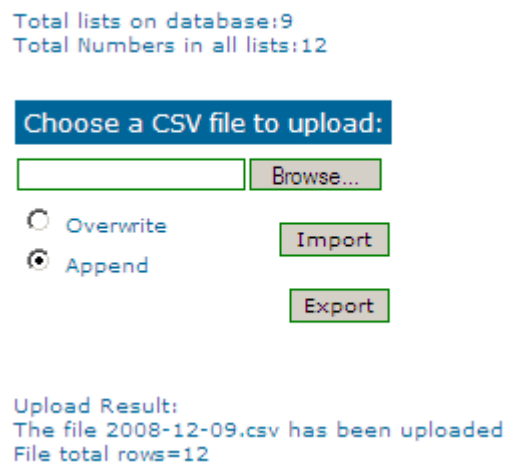 Total lists on database:9
Total Numbers in all lists:12
Choose a CSV file to upload:
Browse...
Overwrite
Import
Append
Export
Upload Result:
The file 2008-12-09.csv has been uploaded
File total rows=12